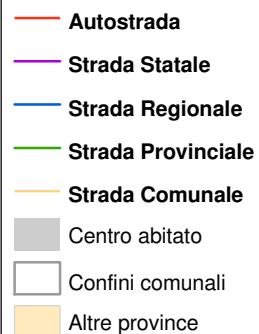 Autostrada
Strada Statale
Strada Regionale
Strada Provinciale
Strada Comunale
Centro abitato
Confini comunali
Altre province